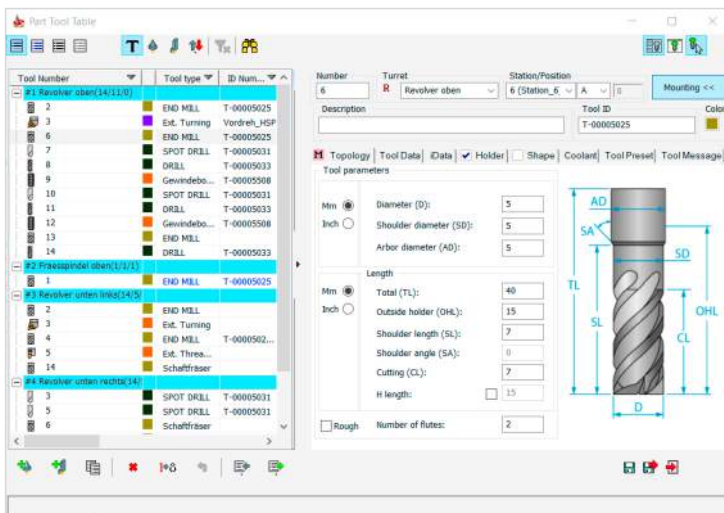 Part Tool Table
T
Tool Number Tool type ID Num...
#1 Revolver oben(14/11/0)
2 END MILL T-00005025
3 Ext. Turning Vordreh_HSP
6 END MILL T-00005025
7 SPOT DRILL T-00005031
8 DRILL T-00005033
9 Gewindebo... T-00005508
10 SPOT DRILL T-00005031
11 DRILL T-00005033
12 Gewindebo... T-00005508
13 END MILL
14 DRILL T-00005033
#2 Fraesspindel oben(1/1/1)
1 END MILL T-00005025
#3 Revolver unten links(14/5/
2 END MILL
3 Ext. Turning
4 END MILL T-0000502...
5 Ext. Threa...
14 Schaftfräser
#4 Revolver unten rechts(14/
3 SPOT DRILL T-00005031
5 SPOT DRILL T-00005031
6 Schaftfräser
Number Turret Station/Position
6 R Revolver oben 6 (Station_6) A 0 Mounting <<
Description Tool ID Color
T-00005025
M Topology Tool Data iData Holder Shape Coolant Tool Preset Tool Message
Tool parameters
Mm Diameter (D): 5
Inch Shoulder diameter (SD): 5
Arbor diameter (AD): 5
Length
Mm Total (TL): 40
Inch Outside holder (OHL): 15
Shoulder length (SL): 7
Shoulder angle (SA): 0
Cutting (CL): 7
H length: 15
Rough Number of flutes: 2
AD
SA
SD
TL
SL
CL
OHL
D